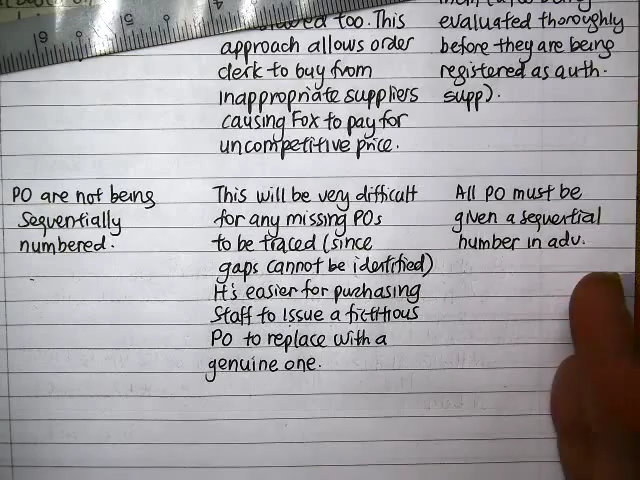 too. This
approach allows order
clerk to buy from
inappropriate suppliers
causing Fox to pay for
uncompetitive price.
evaluated thoroughly
before they are being
registered as auth.
supp).
PO are not being
Sequentially
numbered.
This will be very difficult
for any missing POs
to be traced (since
gaps cannot be identified)
It's easier for purchasing
Staff to issue a fictitious
PO to replace with a
genuine one.
All PO must be
given a sequential
number in adv.